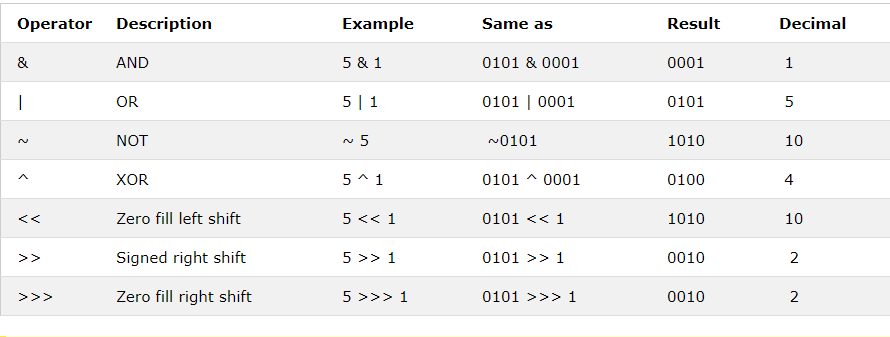 Operator Description Example Same as Result Decimal
& AND 5 & 1 0101 & 0001 0001 1
| OR 5 | 1 0101 | 0001 0101 5
~ NOT ~ 5 ~0101 1010 10
^ XOR 5 ^ 1 0101 ^ 0001 0100 4
<< Zero fill left shift 5 << 1 0101 << 1 1010 10
>> Signed right shift 5 >> 1 0101 >> 1 0010 2
>>> Zero fill right shift 5 >>> 1 0101 >>> 1 0010 2